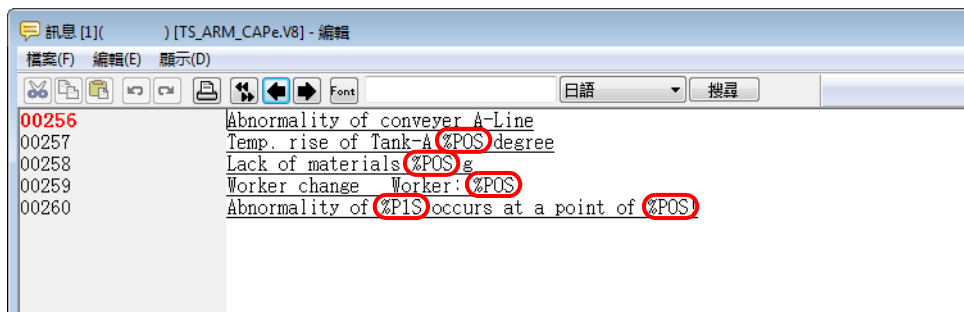 訊息 [1](            ) [TS_ARM_CAPe.V8] - 編輯
檔案(F) 編輯(E) 顯示(D)
Font 日語 搜尋
00256 Abnormality of conveyer A-Line
00257 Temp. rise of Tank-A %POS degree
00258 Lack of materials %POS g
00259 Worker change   Worker: %POS
00260 Abnormality of %P1S occurs at a point of %POS!